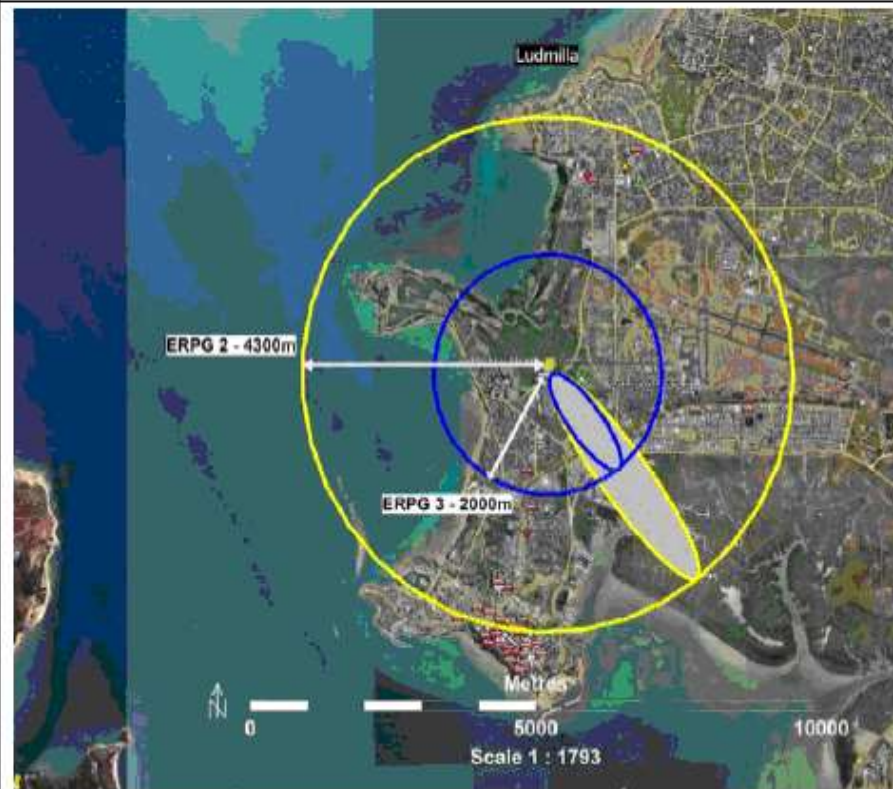 Ludmilla
ERPG 2 - 4300m
ERPG 3 - 2000m
N
Metres
0 5000 10000
Scale 1 : 1793